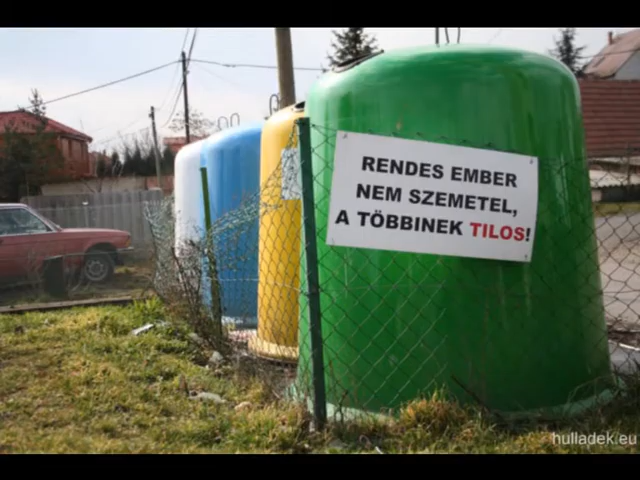 RENDES EMBER
NEM SZEMETEL,
A TÖBBINEK TILOS!
hulladek.eu